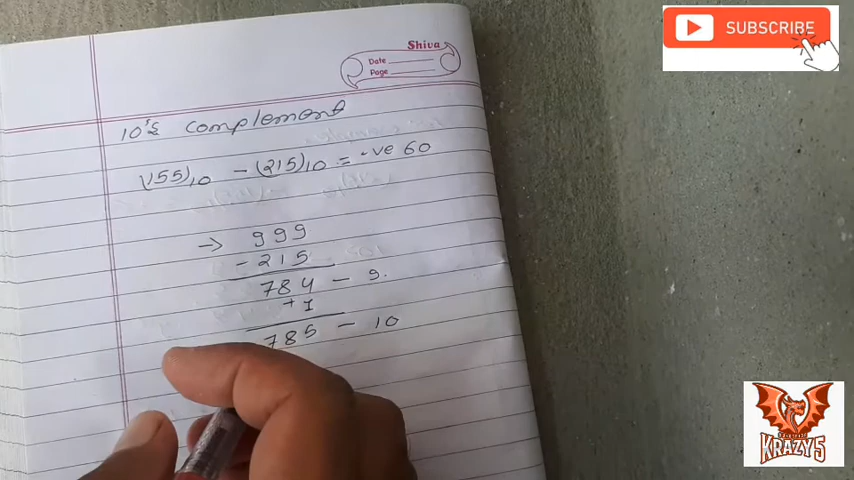 SUBSCRIBE
Shiva
Date
Page
10's complement
(155)10 - (215)10 = -ve 60
→ 999
- 215
784 - 9.
+1
785 - 10
KRAZY5